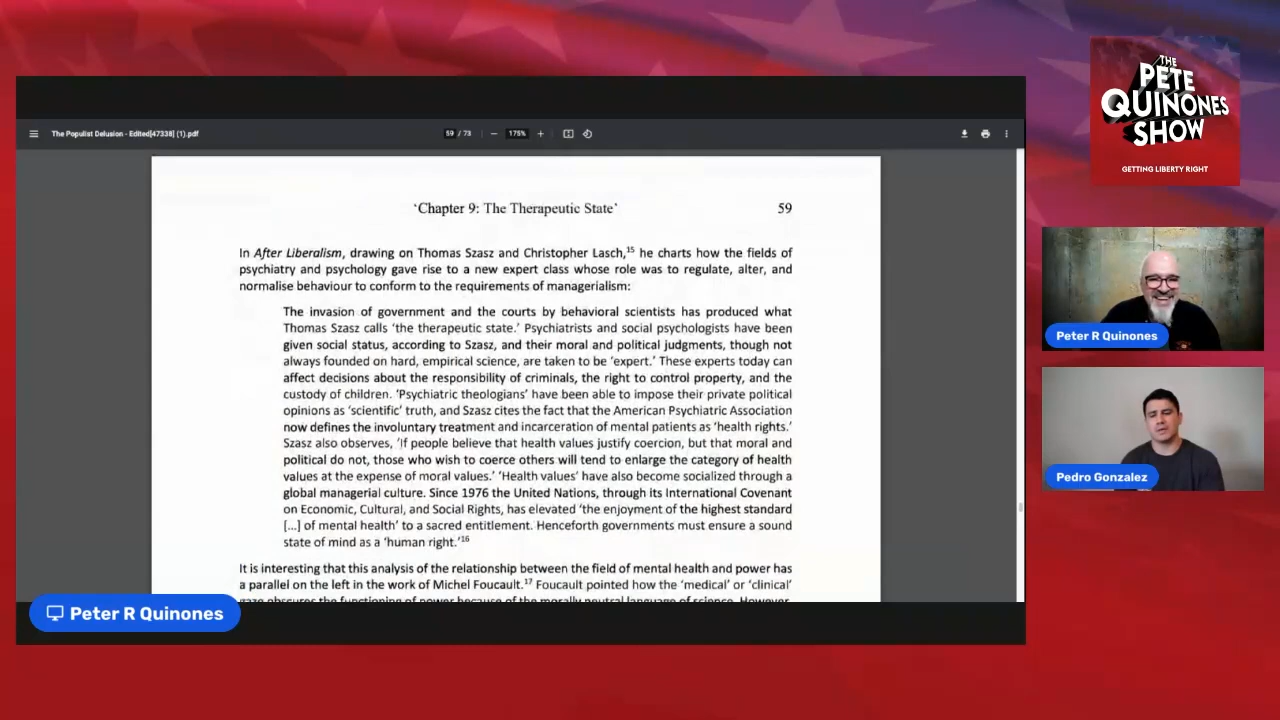 The Populist Delusion - Edited[47338] (1).pdf
59 / 73
175%
'Chapter 9: The Therapeutic State'
59
In After Liberalism, drawing on Thomas Szasz and Christopher Lasch,15 he charts how the fields of
psychiatry and psychology gave rise to a new expert class whose role was to regulate, alter, and
normalise behaviour to conform to the requirements of managerialism:
The invasion of government and the courts by behavioral scientists has produced what
Thomas Szasz calls 'the therapeutic state.' Psychiatrists and social psychologists have been
given social status, according to Szasz, and their moral and political judgments, though not
always founded on hard, empirical science, are taken to be 'expert.' These experts today can
affect decisions about the responsibility of criminals, the right to control property, and the
custody of children. 'Psychiatric theologians' have been able to impose their private political
opinions as 'scientific' truth, and Szasz cites the fact that the American Psychiatric Association
now defines the involuntary treatment and incarceration of mental patients as 'health rights.'
Szasz also observes, 'If people believe that health values justify coercion, but that moral and
political do not, those who wish to coerce others will tend to enlarge the category of health
values at the expense of moral values.' 'Health values' have also become socialized through a
global managerial culture. Since 1976 the United Nations, through its International Covenant
on Economic, Cultural, and Social Rights, has elevated 'the enjoyment of the highest standard
[...] of mental health' to a sacred entitlement. Henceforth governments must ensure a sound
state of mind as a 'human right.'16
It is interesting that this analysis of the relationship between the field of mental health and power has
a parallel on the left in the work of Michel Foucault.17 Foucault pointed how the 'medical' or 'clinical'
gaze obscures the functioning of power because of the morally neutral language of science. However,
Peter R Quinones
THE
PETE
QUINONES
SHOW
GETTING LIBERTY RIGHT
Peter R Quinones
Pedro Gonzalez